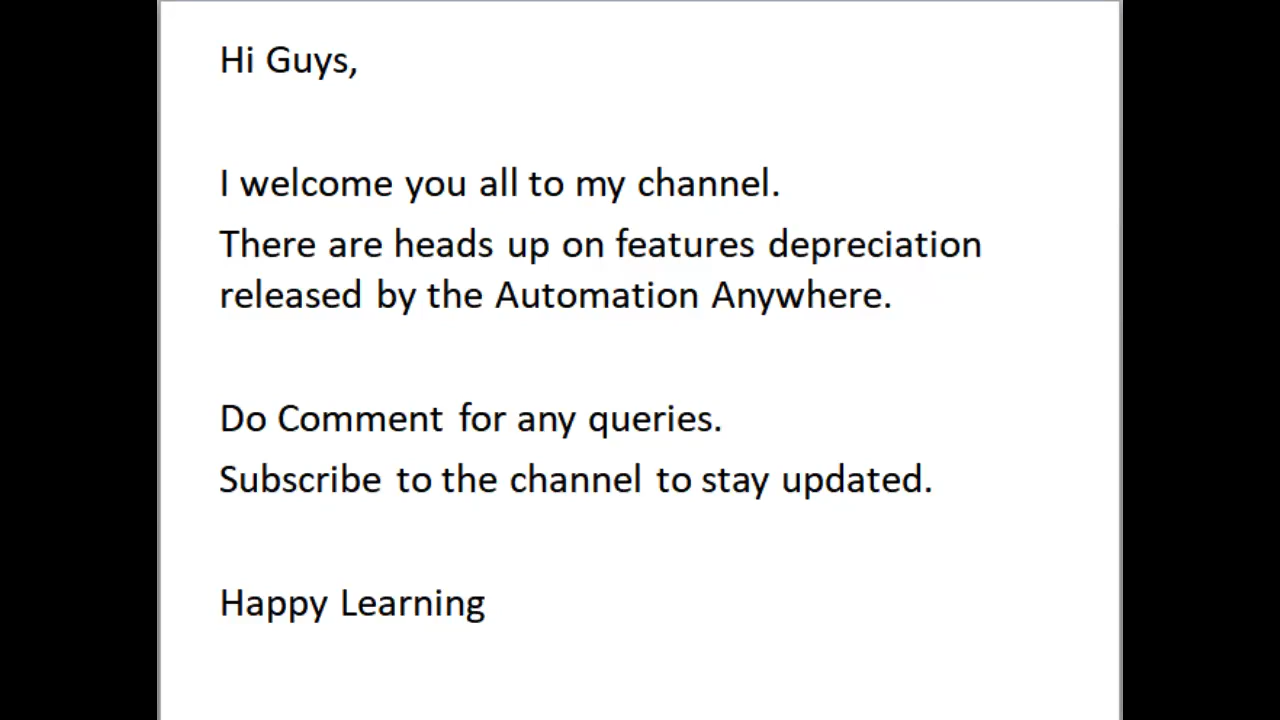 Hi Guys,
I welcome you all to my channel.
There are heads up on features depreciation
released by the Automation Anywhere.
Do Comment for any queries.
Subscribe to the channel to stay updated.
Happy Learning